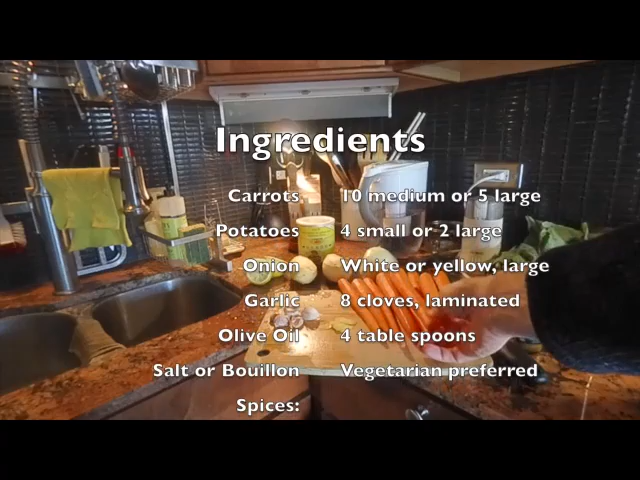 Ingredients
Carrots 10 medium or 5 large
Potatoes 4 small or 2 large
Onion White or yellow, large
Garlic 8 cloves, laminated
Olive Oil 4 table spoons
Salt or Bouillon Vegetarian preferred
Spices: